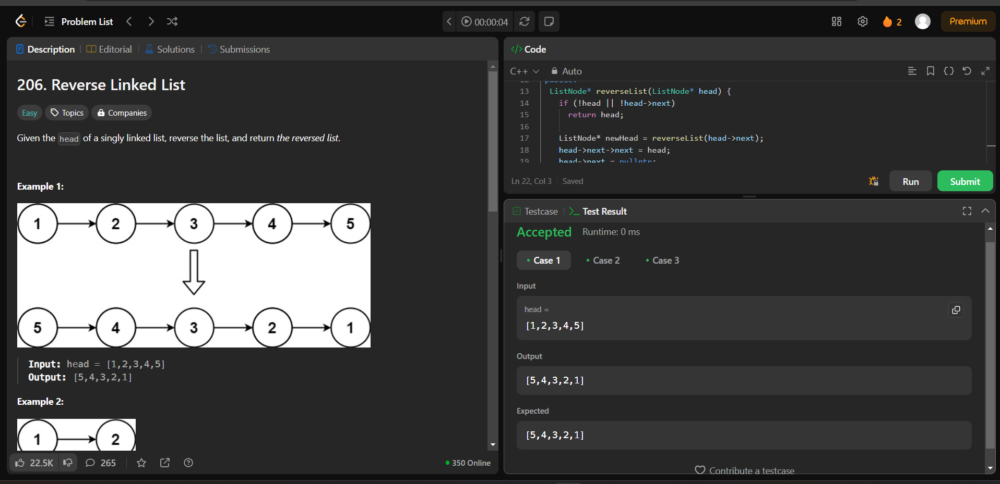 Problem List
00:00:04
2
Premium
Description
Editorial
Solutions
Submissions
206. Reverse Linked List
Easy
Topics
Companies
Given the head of a singly linked list, reverse the list, and return the reversed list.
Example 1:
1 2 3 4 5
5 4 3 2 1
Input: head = [1,2,3,4,5]
Output: [5,4,3,2,1]
Example 2:
1 2
22.5K
265
350 Online
</> Code
C++
Auto
12 public:
13 ListNode* reverseList(ListNode* head) {
14 if (!head || !head->next)
15 return head;
16
17 ListNode* newHead = reverseList(head->next);
18 head->next->next = head;
19 head->next = nullptr;
Ln 22, Col 3
Saved
Run
Submit
Testcase
Test Result
Accepted
Runtime: 0 ms
Case 1
Case 2
Case 3
Input
head =
[1,2,3,4,5]
Output
[5,4,3,2,1]
Expected
[5,4,3,2,1]
Contribute a testcase